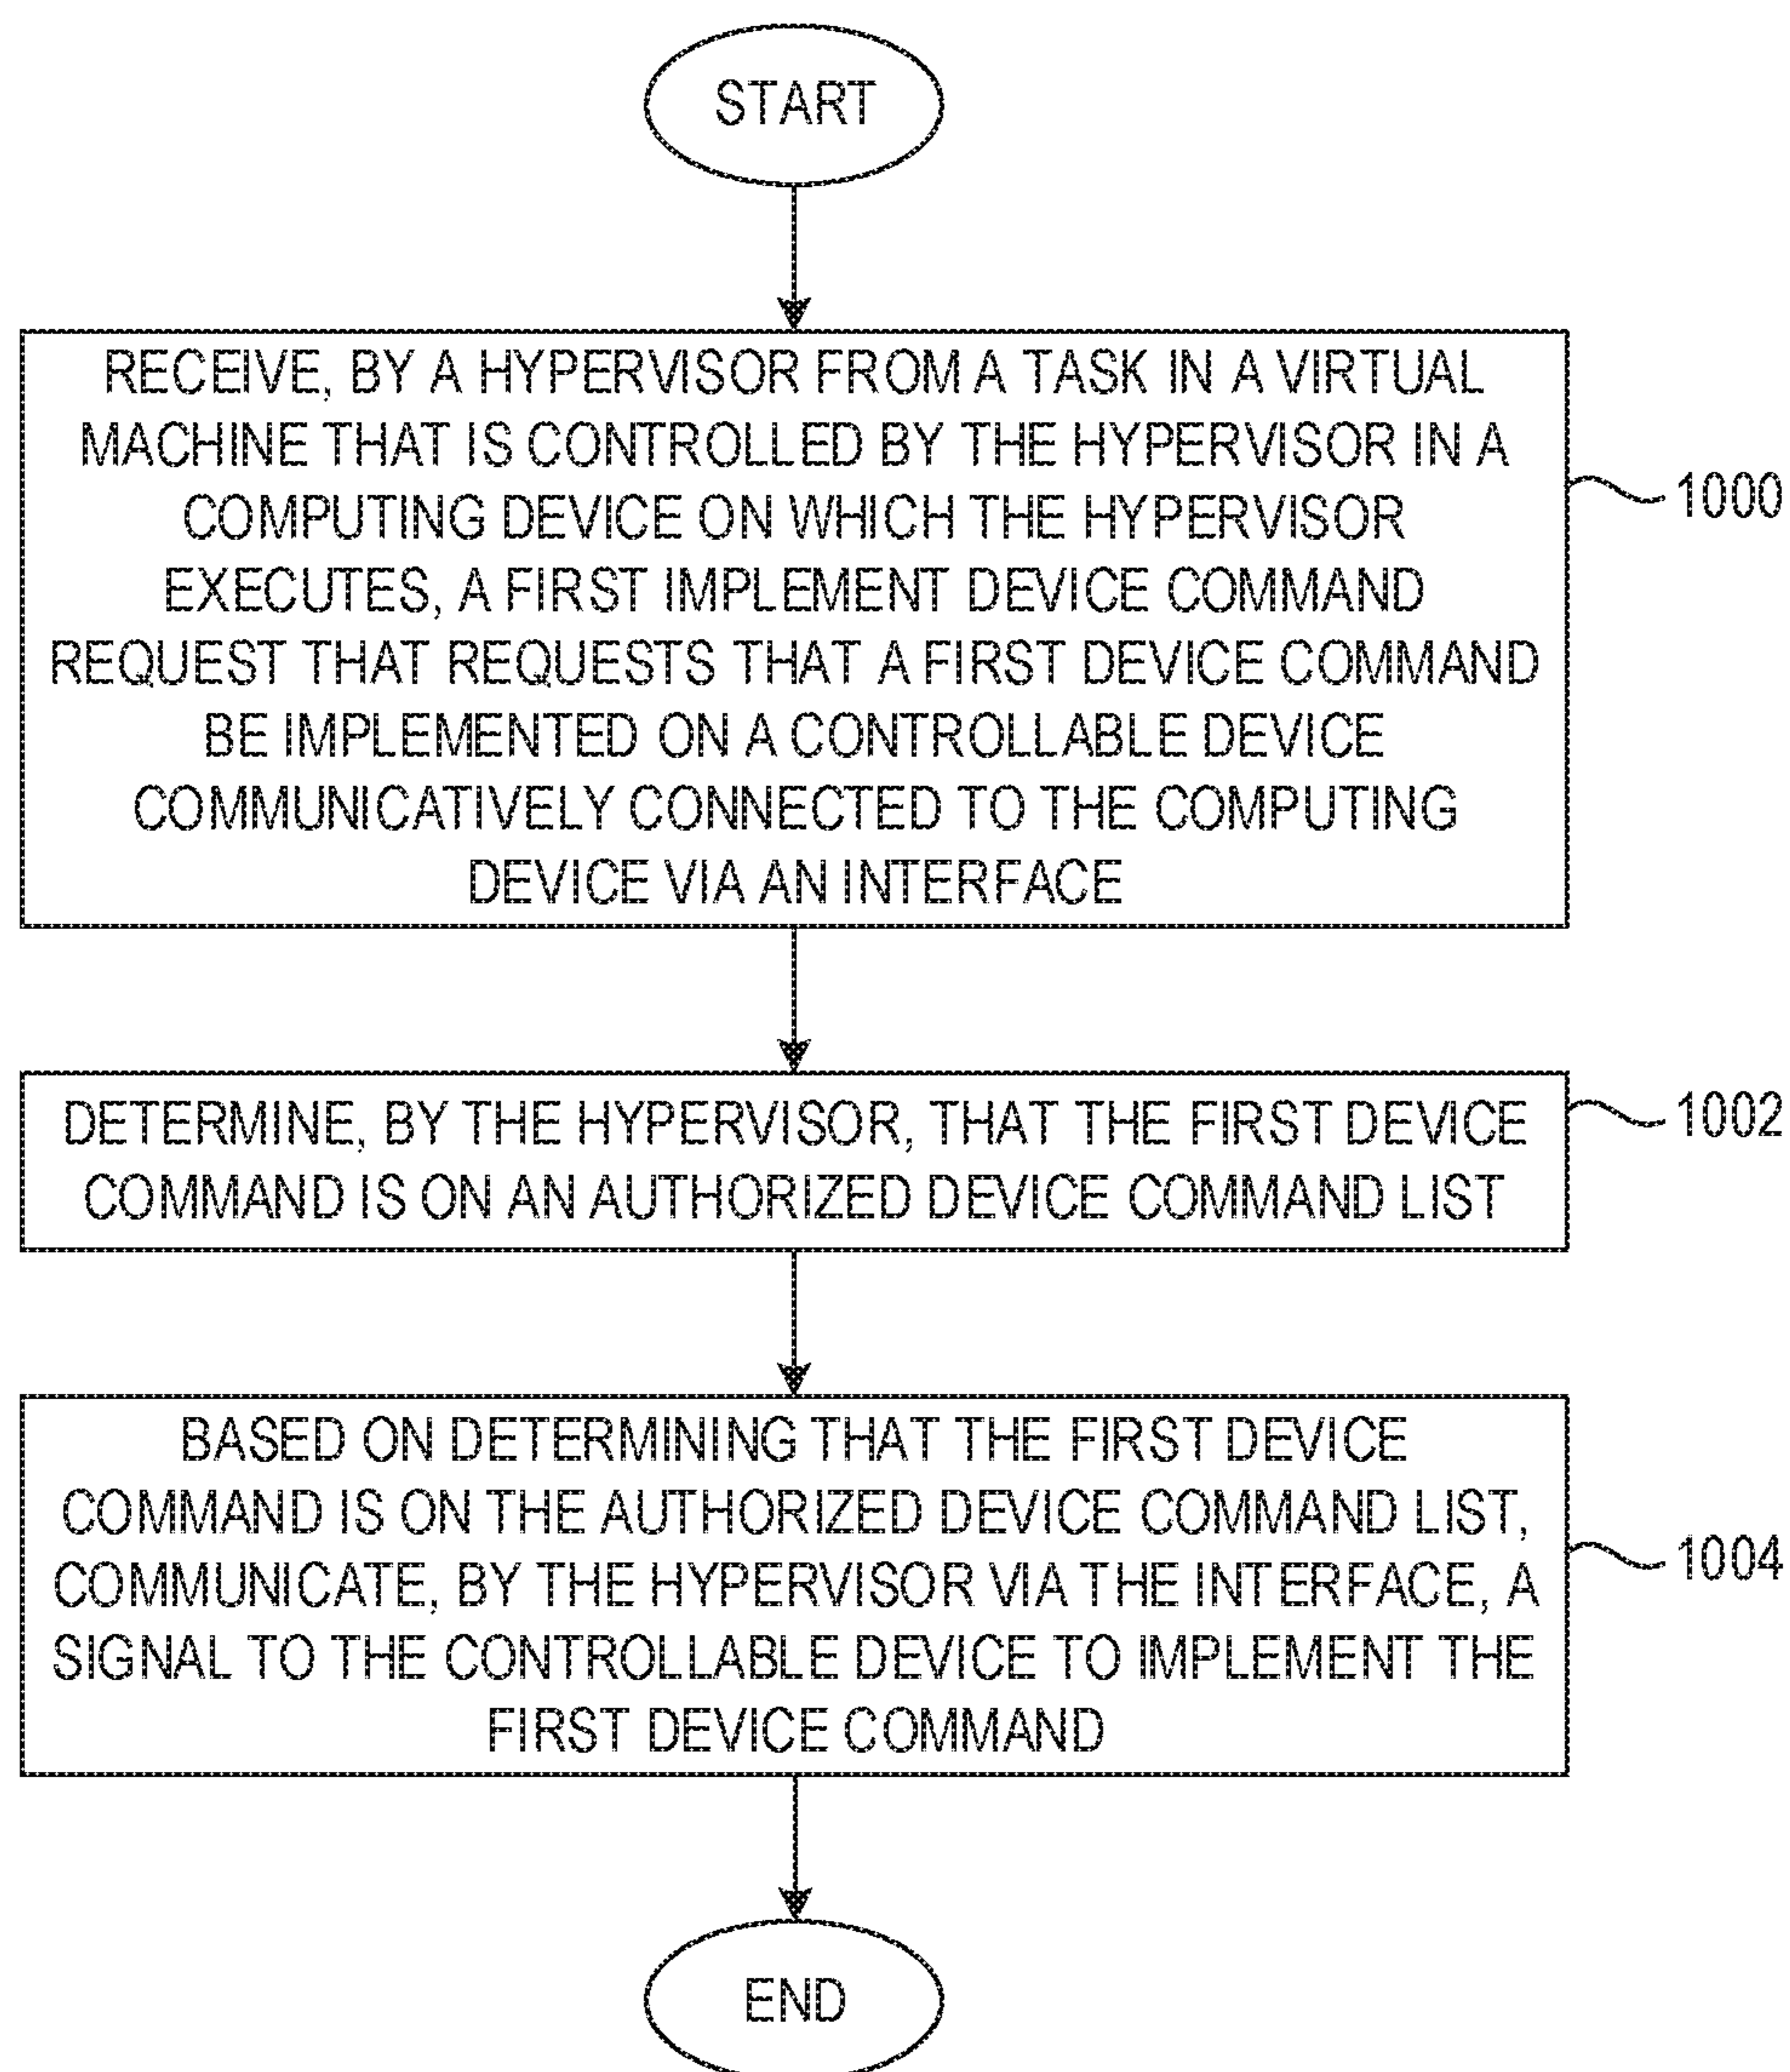 START
RECEIVE, BY A HYPERVISOR FROM A TASK IN A VIRTUAL
MACHINE THAT IS CONTROLLED BY THE HYPERVISOR IN A
COMPUTING DEVICE ON WHICH THE HYPERVISOR
EXECUTES, A FIRST IMPLEMENT DEVICE COMMAND
REQUEST THAT REQUESTS THAT A FIRST DEVICE COMMAND
BE IMPLEMENTED ON A CONTROLLABLE DEVICE
COMMUNICATIVELY CONNECTED TO THE COMPUTING
DEVICE VIA AN INTERFACE
1000
DETERMINE, BY THE HYPERVISOR, THAT THE FIRST DEVICE
COMMAND IS ON AN AUTHORIZED DEVICE COMMAND LIST
1002
BASED ON DETERMINING THAT THE FIRST DEVICE
COMMAND IS ON THE AUTHORIZED DEVICE COMMAND LIST,
COMMUNICATE, BY THE HYPERVISOR VIA THE INTERFACE, A
SIGNAL TO THE CONTROLLABLE DEVICE TO IMPLEMENT THE
FIRST DEVICE COMMAND
1004
END